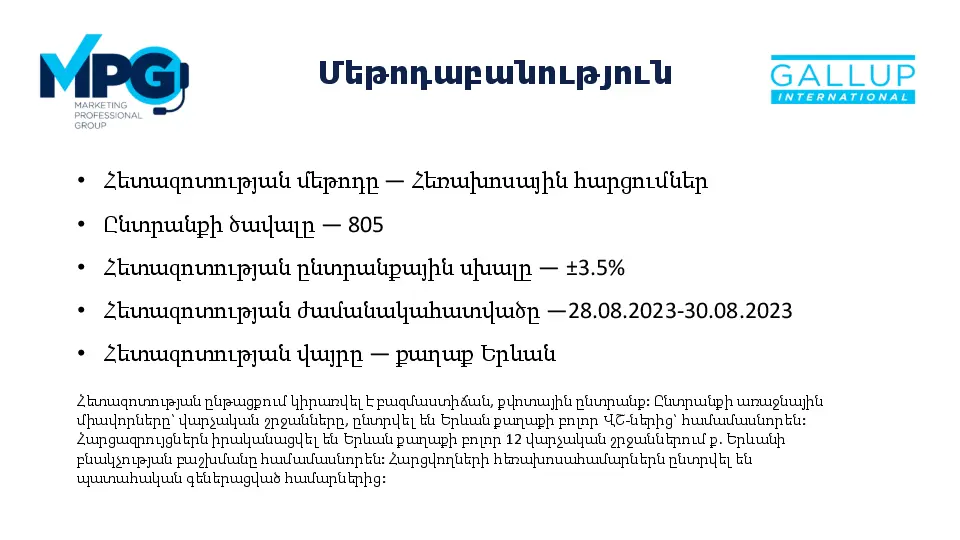 MPG
MARKETING
PROFESSIONAL
GROUP
Մեթոդաբանություն
GALLUP
INTERNATIONAL
• Հետազոտության մեթոդը — Հեռախոսային հարցումներ
• Ընտրանքի ծավալը — 805
• Հետազոտության ընտրանքային սխալը — ±3.5%
• Հետազոտության ժամանակահատվածը —28.08.2023-30.08.2023
• Հետազոտության վայրը — քաղաք Երևան
Հետազոտության ընթացքում կիրառվել է բազմաստիճան, քվոտային ընտրանք: Ընտրանքի առաջնային
միավորները՝ վարչական շրջանները, ընտրվել են Երևան քաղաքի բոլոր ՎՇ-ներից՝ համամասնորեն:
Հարցազրույցներն իրականացվել են Երևան քաղաքի բոլոր 12 վարչական շրջաններում ք. Երևանի
բնակչության բաշխմանը համամասնորեն: Հարցվողների հեռախոսահամարներն ընտրվել են
պատահական գեներացված համարներից: